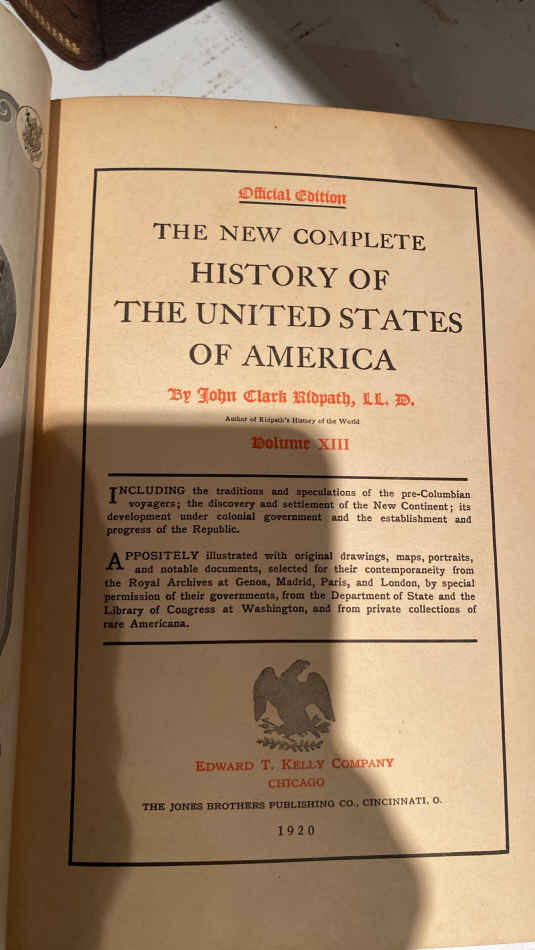 Official Edition
THE NEW COMPLETE
HISTORY OF
THE UNITED STATES
OF AMERICA
By John Clark Ridpath, LL. D.
Author of Ridpath's History of the World
Volume XIII
INCLUDING the traditions and speculations of the pre-Columbian
voyagers; the discovery and settlement of the New Continent; its
development under colonial government and the establishment and
progress of the Republic.
APPOSITELY illustrated with original drawings, maps, portraits,
and notable documents, selected for their contemporaneity from
the Royal Archives at Genoa, Madrid, Paris, and London, by special
permission of their governments, from the Department of State and the
Library of Congress at Washington, and from private collections of
rare Americana.
EDWARD T. KELLY COMPANY
CHICAGO
THE JONES BROTHERS PUBLISHING CO., CINCINNATI, O.
1920